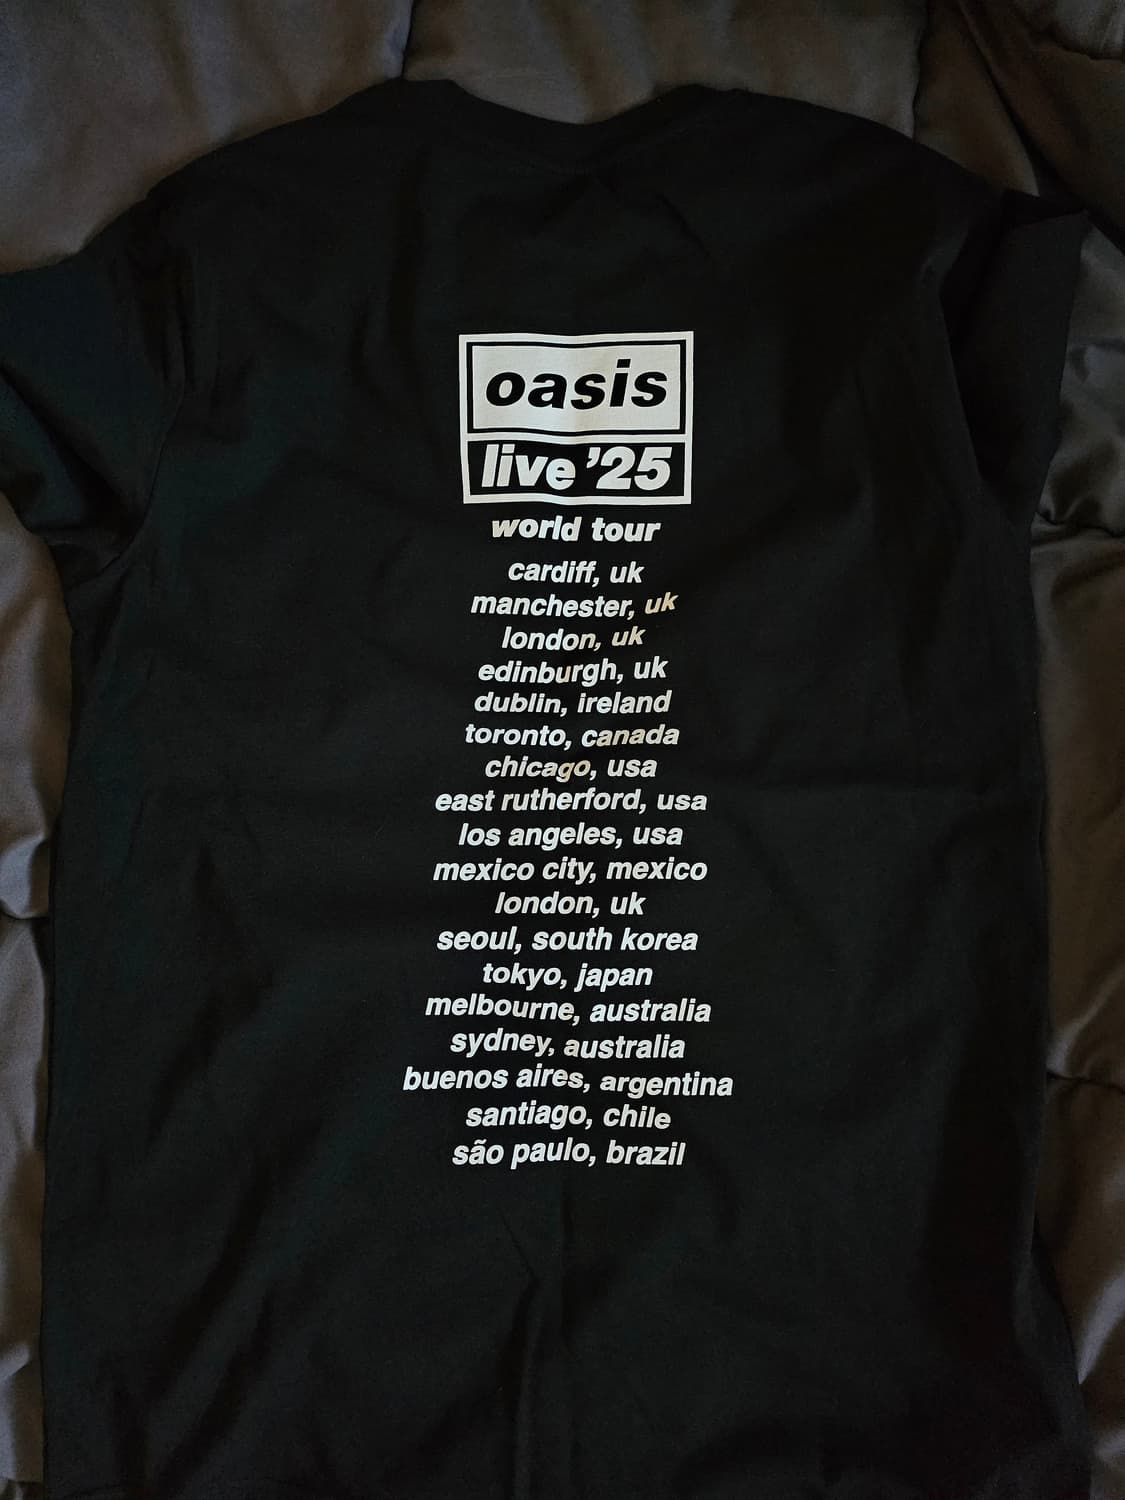 oasis
live '25
world tour
cardiff, uk
manchester, uk
london, uk
edinburgh, uk
dublin, ireland
toronto, canada
chicago, usa
east rutherford, usa
los angeles, usa
mexico city, mexico
london, uk
seoul, south korea
tokyo, japan
melbourne, australia
sydney, australia
buenos aires, argentina
santiago, chile
são paulo, brazil